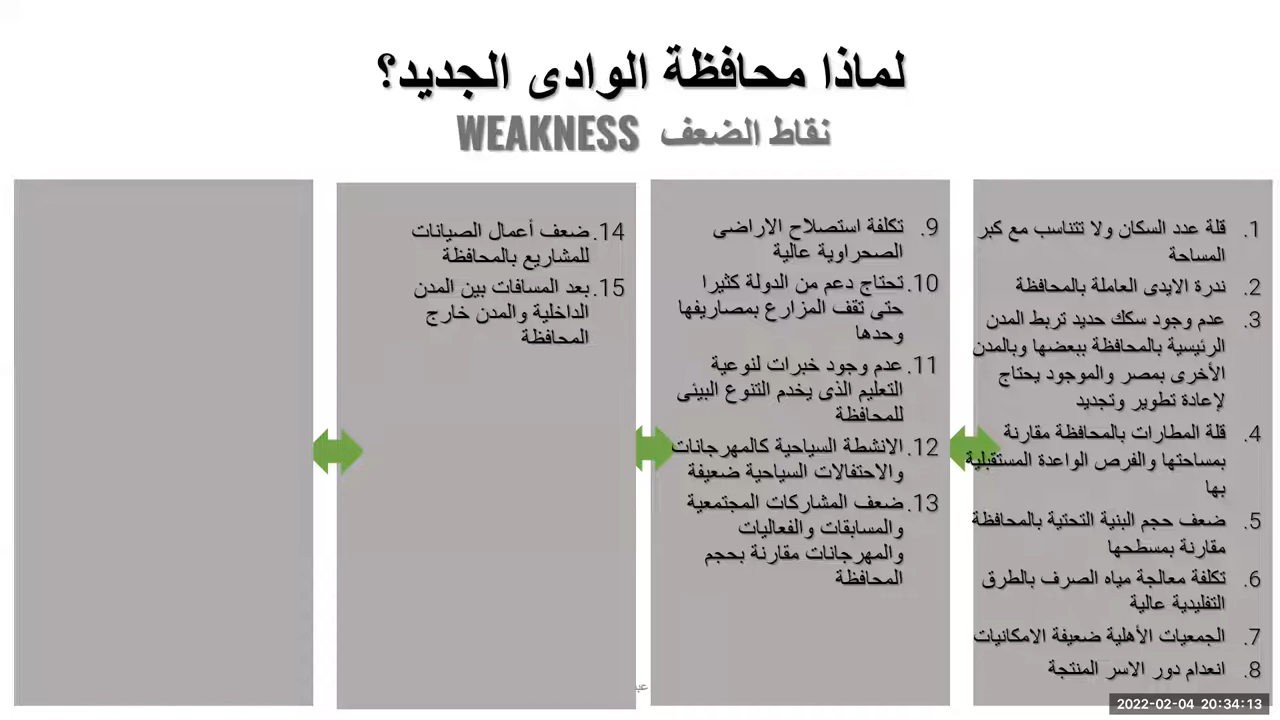 لماذا محافظة الوادى الجديد؟
نقاط الضعف WEAKNESS
1. قلة عدد السكان ولا تتناسب مع كبر
المساحة
2. ندرة الايدى العاملة بالمحافظة
3. عدم وجود سكك حديد تربط المدن
الرئيسية بالمحافظة ببعضها وبالمدن
الأخرى بمصر والموجود يحتاج
لإعادة تطوير وتجديد
4. قلة المطارات بالمحافظة مقارنة
بمساحتها والفرص الواعدة المستقبلية
بها
5. ضعف حجم البنية التحتية بالمحافظة
مقارنة بمسطحها
6. تكلفة معالجة مياه الصرف بالطرق
التقليدية عالية
7. الجمعيات الأهلية ضعيفة الامكانيات
8. انعدام دور الاسر المنتجة
9. تكلفة استصلاح الاراضى
الصحراوية عالية
10. تحتاج دعم من الدولة كثيرا
حتى تقف المزارع بمصاريفها
وحدها
11. عدم وجود خبرات لنوعية
التعليم الذى يخدم التنوع البيئى
للمحافظة
12. الانشطة السياحية كالمهرجانات
والاحتفالات السياحية ضعيفة
13. ضعف المشاركات المجتمعية
والمسابقات والفعاليات
والمهرجانات مقارنة بحجم
المحافظة
14. ضعف أعمال الصيانات
للمشاريع بالمحافظة
15. بعد المسافات بين المدن
الداخلية والمدن خارج
المحافظة
2022-02-04 20:34:13